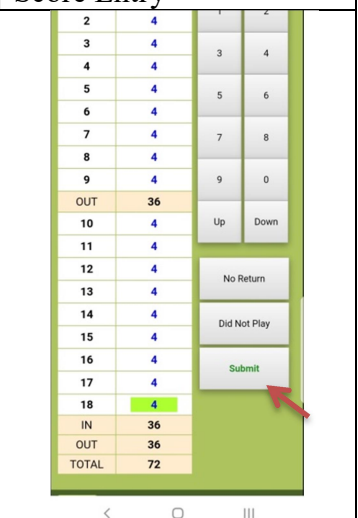 Score Entry
2 4 1 2
3 4 3 4
4 4
5 4 5 6
6 4
7 4 7 8
8 4
9 4 9 0
OUT 36
10 4 Up Down
11 4
12 4 No Return
13 4
14 4 Did Not Play
15 4
16 4 Submit
17 4
18 4
IN 36
OUT 36
TOTAL 72